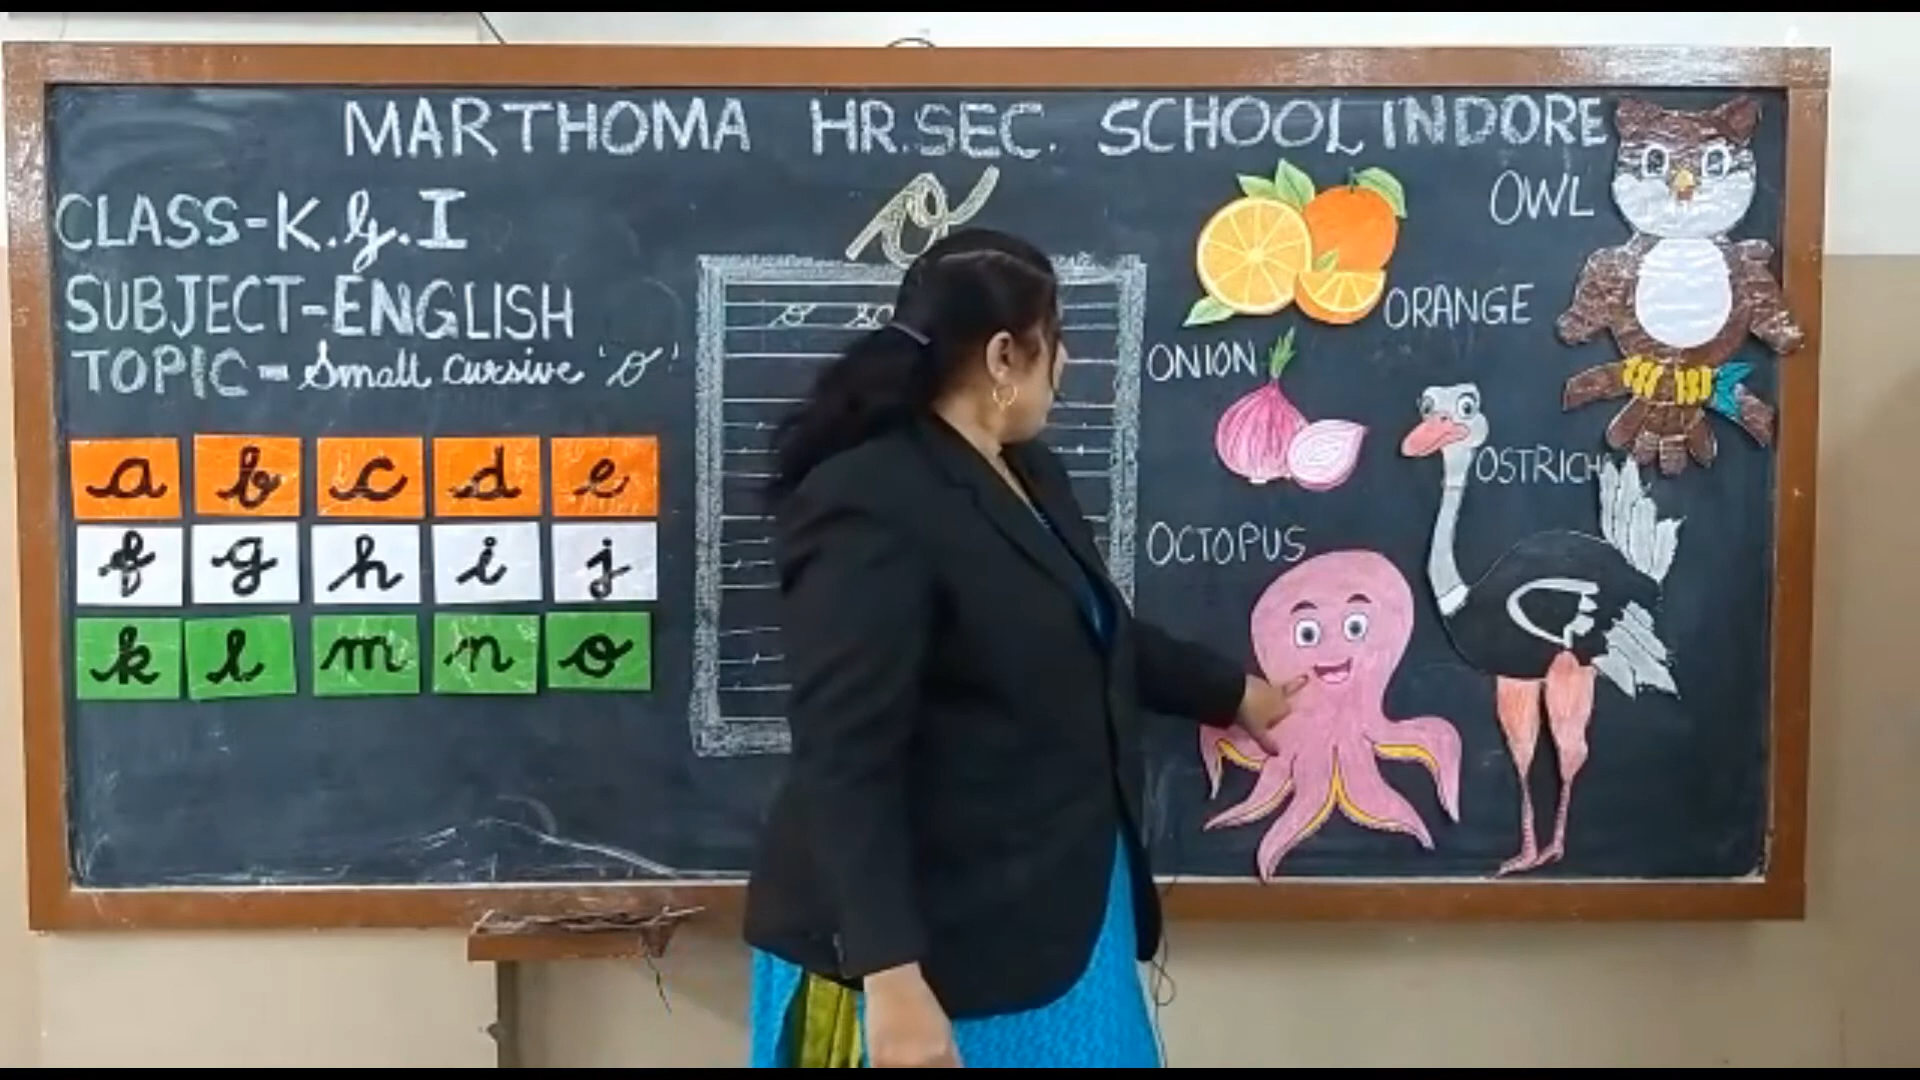 MARTHOMA HR.SEC. SCHOOL INDORE
CLASS-K.G.I
SUBJECT-ENGLISH
TOPIC - Small cursive 'o'
a b c d e
f g h i j
k l m n o
o
o
OWL
ORANGE
ONION
OSTRICH
OCTOPUS